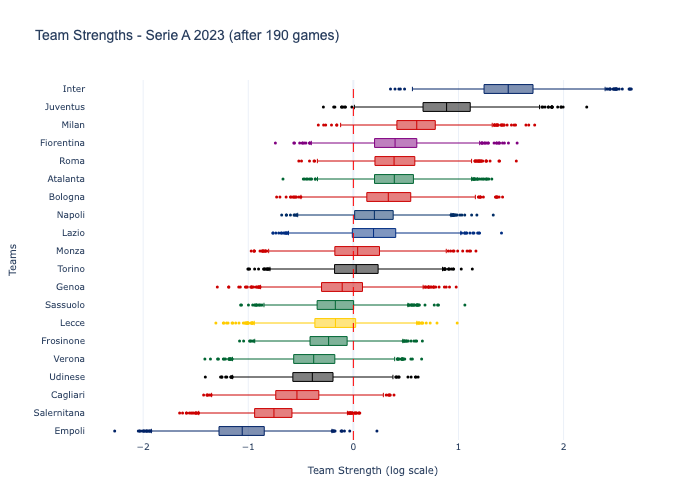 Team Strengths - Serie A 2023 (after 190 games)
Teams
Inter
Juventus
Milan
Fiorentina
Roma
Atalanta
Bologna
Napoli
Lazio
Monza
Torino
Genoa
Sassuolo
Lecce
Frosinone
Verona
Udinese
Cagliari
Salernitana
Empoli
−2 −1 0 1 2
Team Strength (log scale)